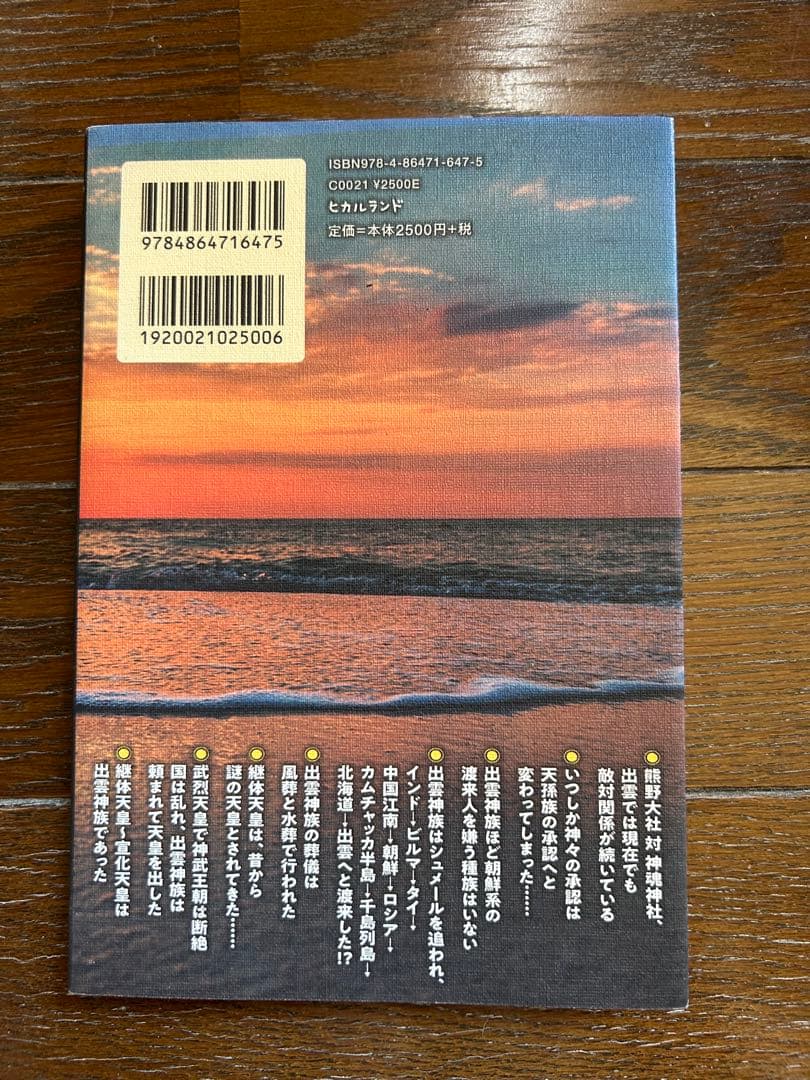 ISBN978-4-86471-647-5
C0021 ¥2500E
ヒカルランド
定価=本体2500円+税
9784864716475
1920021025006
熊野大社 対 神魂神社、
出雲では現在でも
敵対関係が続いている
いつしか神々の承認は
天孫族の承認へと
変わってしまった……
出雲神族ほど朝鮮系の
渡来人を嫌う種族はいない
出雲神族はシュメールを追われ、
インド→ビルマ→タイ→
中国江南→朝鮮→ロシア→
カムチャッカ半島→千島列島→
北海道→出雲へと渡来した!?
出雲神族の葬儀は
風葬と水葬で行われた
継体天皇は、昔から
謎の天皇とされてきた……
武烈天皇で神武王朝は断絶
国は乱れ、出雲神族は
頼まれて天皇を出した
継体天皇〜宣化天皇は
出雲神族であった